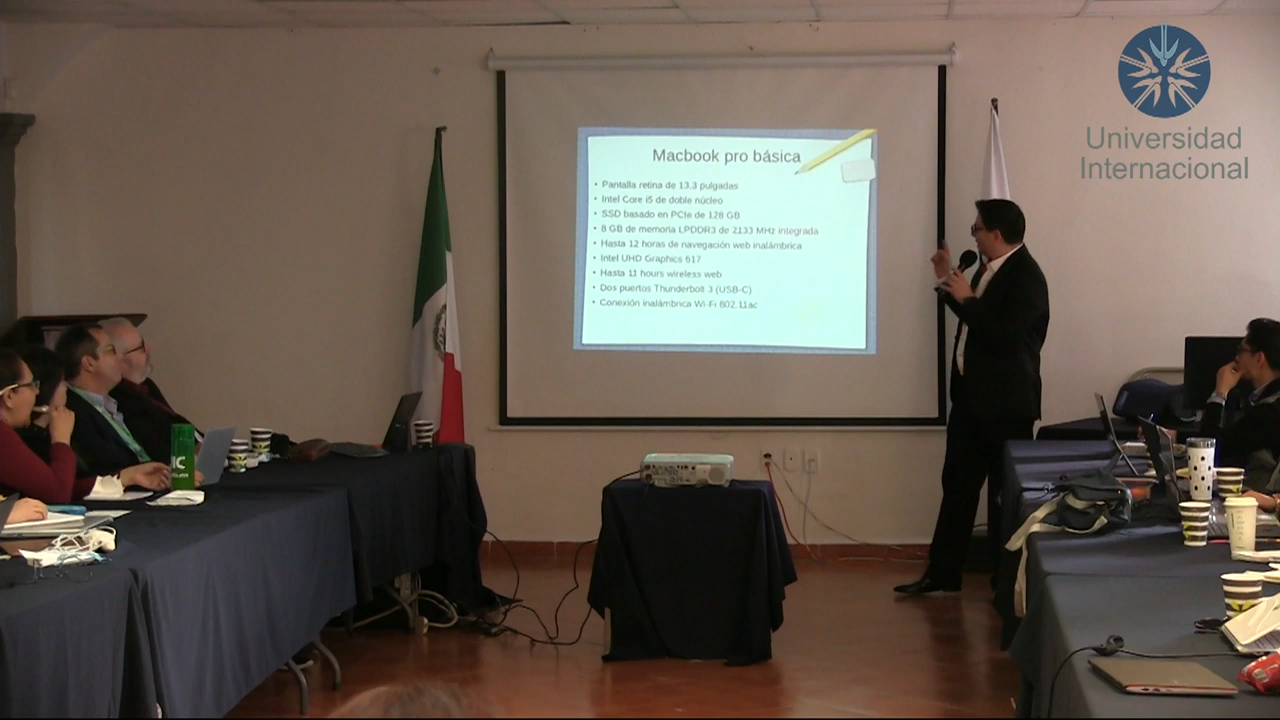 Universidad
Internacional
Macbook pro básica
• Pantalla retina de 13.3 pulgadas
• Intel Core i5 de doble núcleo
• SSD basado en PCIe de 128 GB
• 8 GB de memoria LPDDR3 de 2133 MHz integrada
• Hasta 12 horas de navegación web inalámbrica
• Intel UHD Graphics 617
• Hasta 11 hours wireless web
• Dos puertos Thunderbolt 3 (USB-C)
• Conexión inalámbrica Wi-Fi 802.11ac